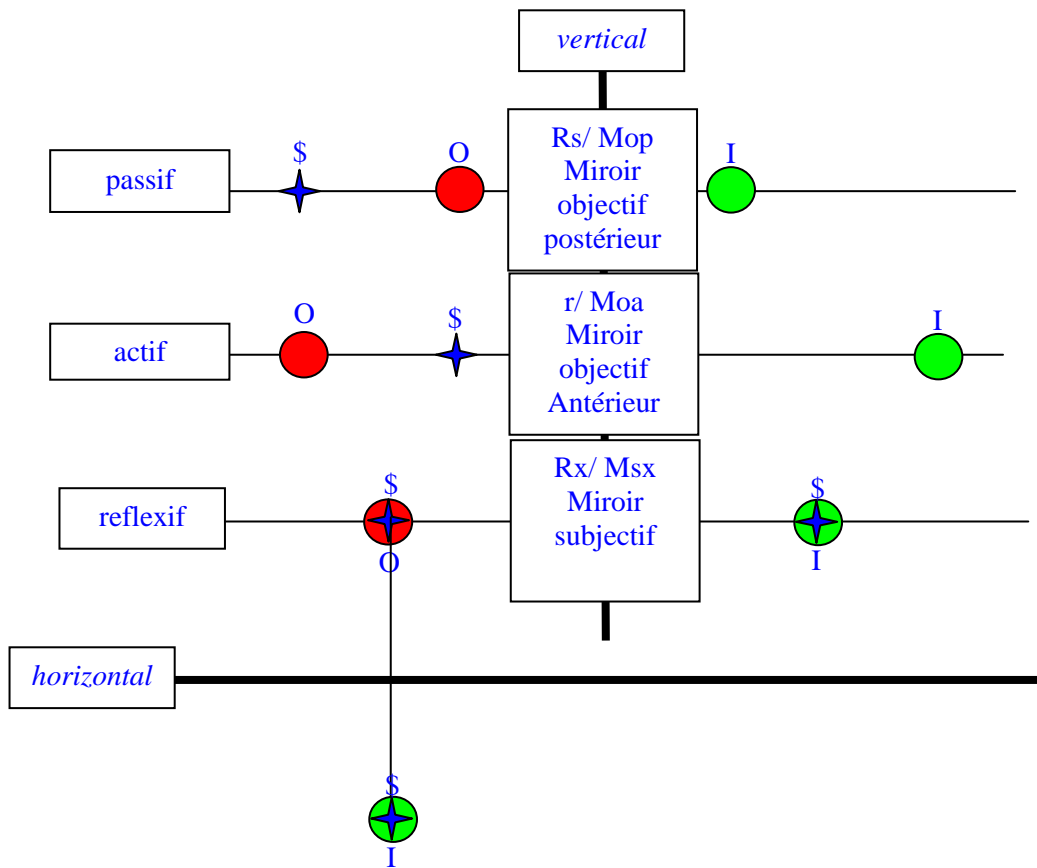 vertical
Rs/ Mop
Miroir
objectif
postérieur
passif
$
O
I
r/ Moa
Miroir
objectif
Antérieur
actif
O
$
I
Rx/ Msx
Miroir
subjectif
reflexif
$
O
$
I
horizontal
$
I